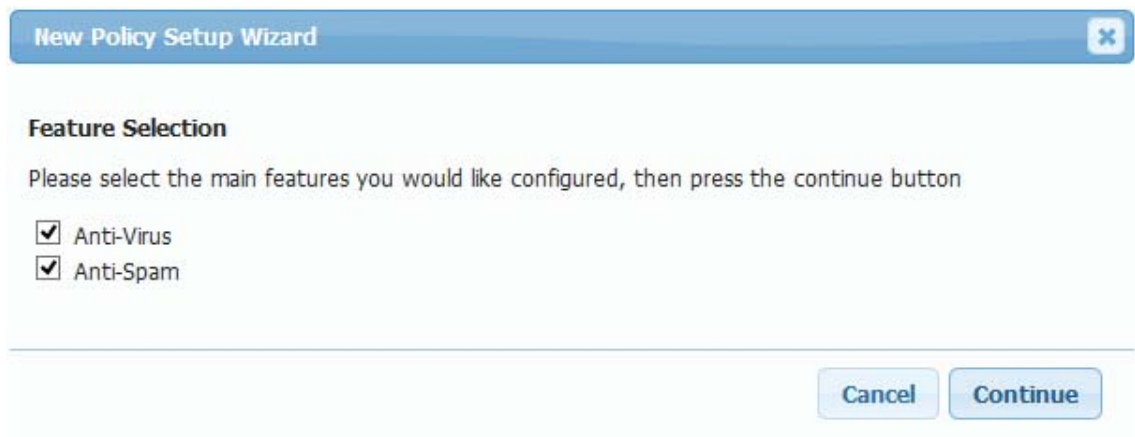 New Policy Setup Wizard
Feature Selection
Please select the main features you would like configured, then press the continue button
Anti-Virus
Anti-Spam
Cancel Continue